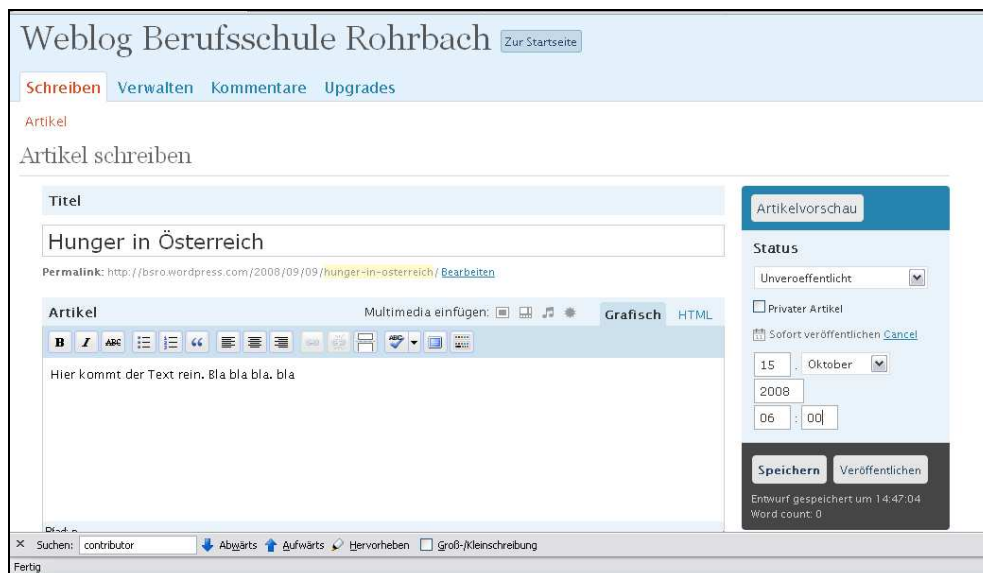 Weblog Berufsschule Rohrbach Zur Startseite
Schreiben Verwalten Kommentare Upgrades
Artikel
Artikel schreiben
Titel
Hunger in Österreich
Permalink: http://bsro.wordpress.com/2008/09/09/hunger-in-osterreich/ Bearbeiten
Artikel Multimedia einfügen: Grafisch HTML
B I ABC ABC
Hier kommt der Text rein. Bla bla bla. bla
Pfad: p
Artikelvorschau
Status
Unveroeffentlicht
Privater Artikel
Sofort veröffentlichen Cancel
15 . Oktober
2008
06 : 00
Speichern Veröffentlichen
Entwurf gespeichert um 14:47:04
Word count: 0
Suchen: contributor Abwärts Aufwärts Hervorheben Groß-/Kleinschreibung
Fertig